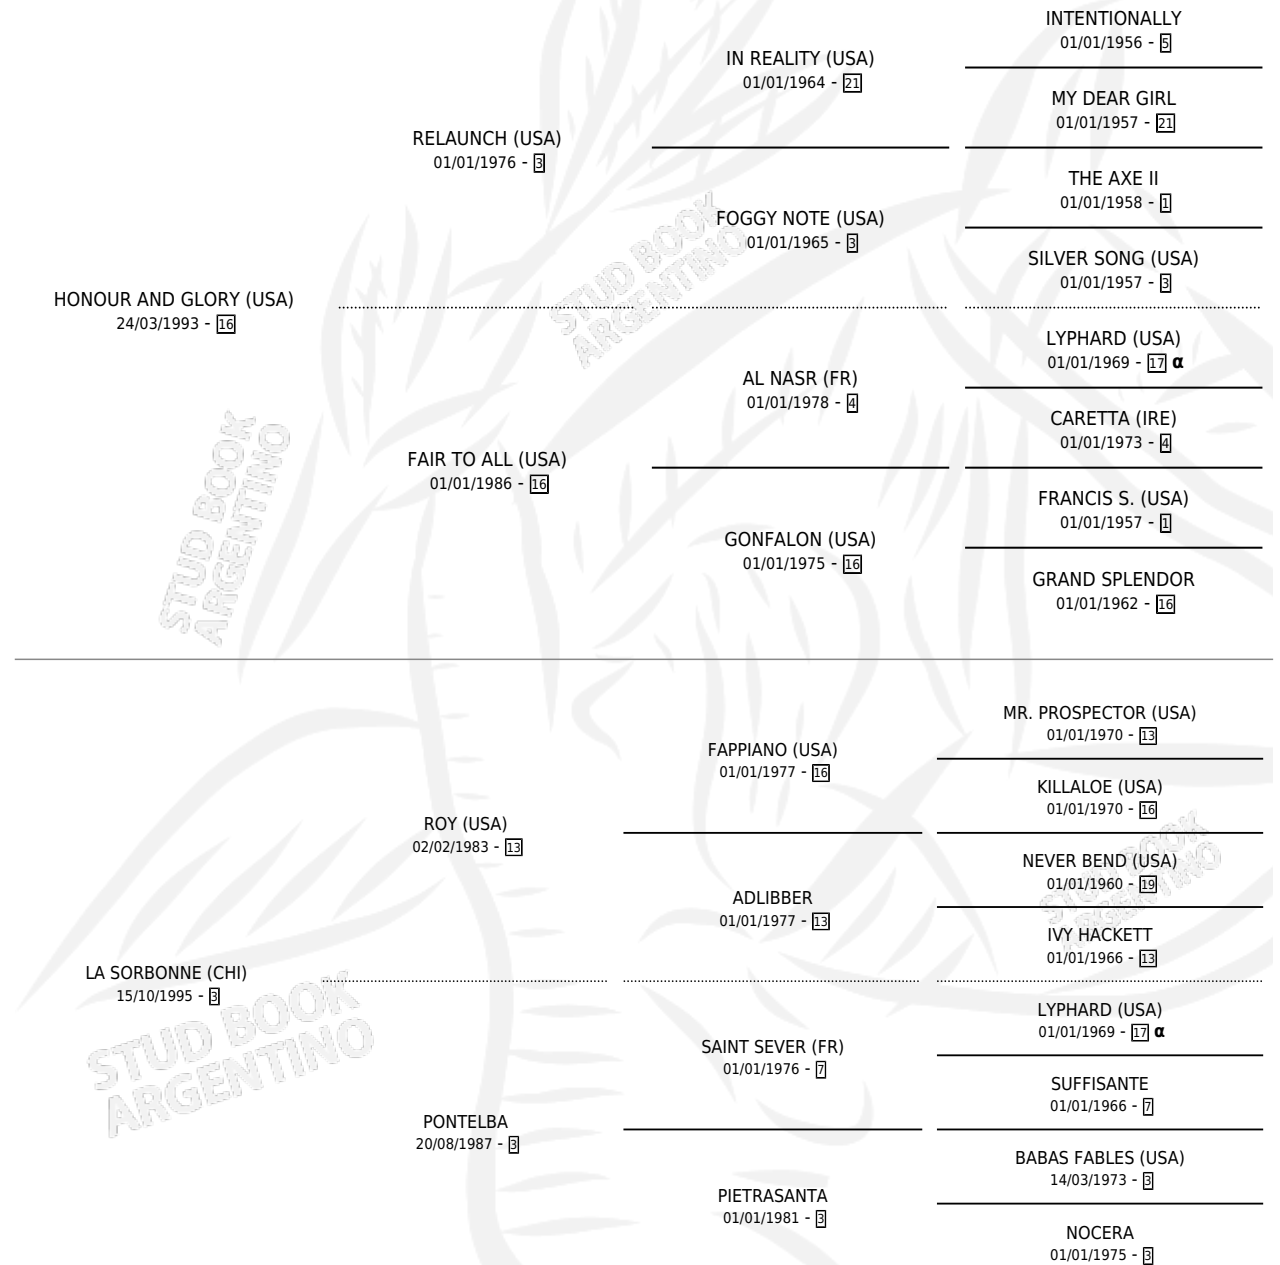 INTENTIONALLY
01/01/1956 - 5
IN REALITY (USA)
01/01/1964 - 21
MY DEAR GIRL
01/01/1957 - 21
RELAUNCH (USA)
01/01/1976 - 3
THE AXE II
01/01/1958 - 1
FOGGY NOTE (USA)
01/01/1965 - 3
SILVER SONG (USA)
01/01/1957 - 3
HONOUR AND GLORY (USA)
24/03/1993 - 16
LYPHARD (USA)
01/01/1969 - 17 α
AL NASR (FR)
01/01/1978 - 4
CARETTA (IRE)
01/01/1973 - 4
FAIR TO ALL (USA)
01/01/1986 - 16
FRANCIS S. (USA)
01/01/1957 - 1
GONFALON (USA)
01/01/1975 - 16
GRAND SPLENDOR
01/01/1962 - 16
MR. PROSPECTOR (USA)
01/01/1970 - 13
FAPPIANO (USA)
01/01/1977 - 16
KILLALOE (USA)
01/01/1970 - 16
ROY (USA)
02/02/1983 - 13
NEVER BEND (USA)
01/01/1960 - 19
ADLIBBER
01/01/1977 - 13
IVY HACKETT
01/01/1966 - 13
LA SORBONNE (CHI)
15/10/1995 - 3
LYPHARD (USA)
01/01/1969 - 17 α
SAINT SEVER (FR)
01/01/1976 - 7
SUFFISANTE
01/01/1966 - 7
PONTELBA
20/08/1987 - 3
BABAS FABLES (USA)
14/03/1973 - 3
PIETRASANTA
01/01/1981 - 3
NOCERA
01/01/1975 - 3
STUD BOOK
ARGENTINO
STUD BOOK
ARGENTINO
STUD BOOK
ARGENTINO
STUD BOOK
ARGENTINO